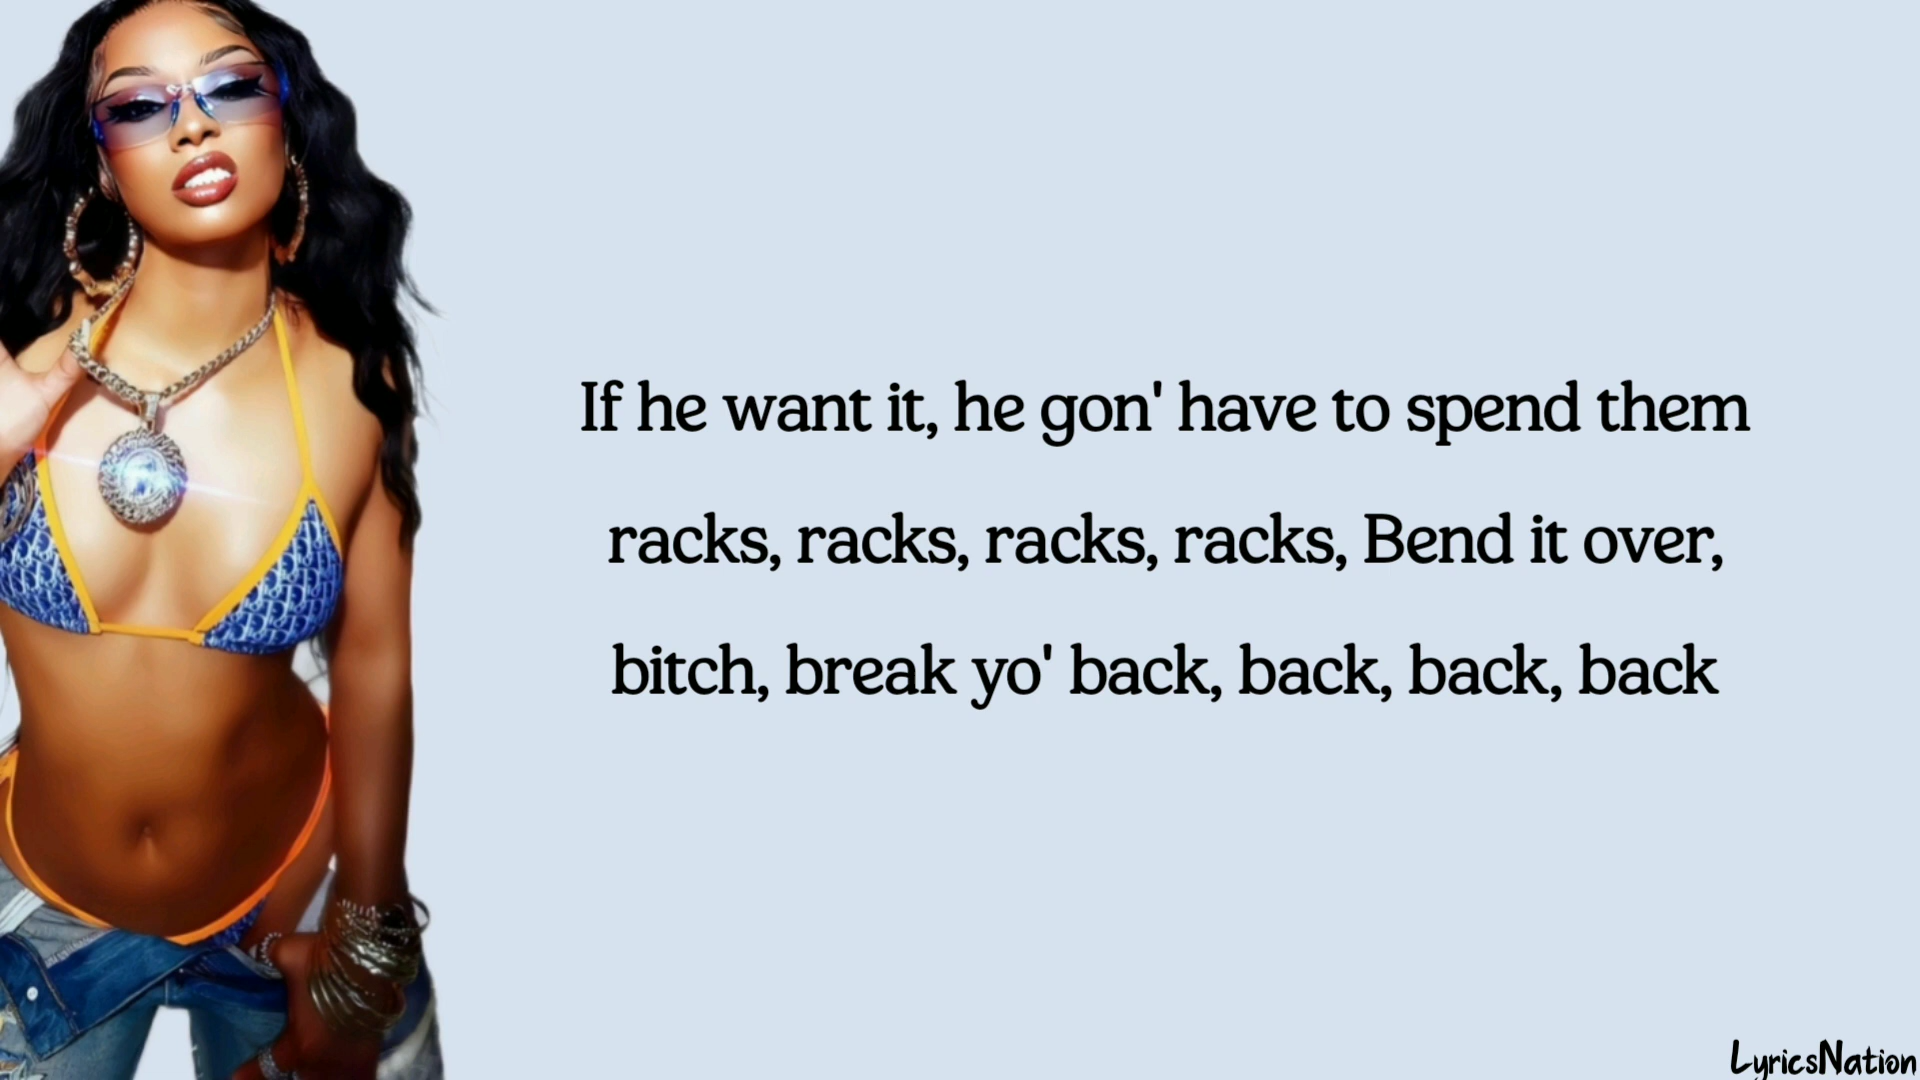 If he want it, he gon' have to spend them
racks, racks, racks, racks, Bend it over,
bitch, break yo' back, back, back, back
LyricsNation